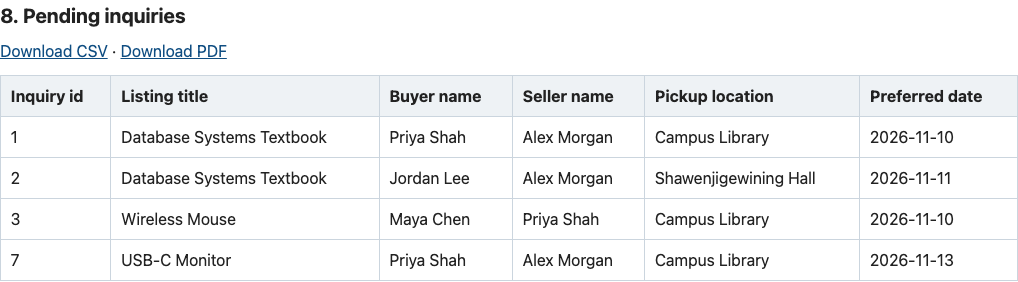 8. Pending inquiries
Download CSV · Download PDF
Inquiry id Listing title Buyer name Seller name Pickup location Preferred date
1 Database Systems Textbook Priya Shah Alex Morgan Campus Library 2026-11-10
2 Database Systems Textbook Jordan Lee Alex Morgan Shawenjigewining Hall 2026-11-11
3 Wireless Mouse Maya Chen Priya Shah Campus Library 2026-11-10
7 USB-C Monitor Priya Shah Alex Morgan Campus Library 2026-11-13